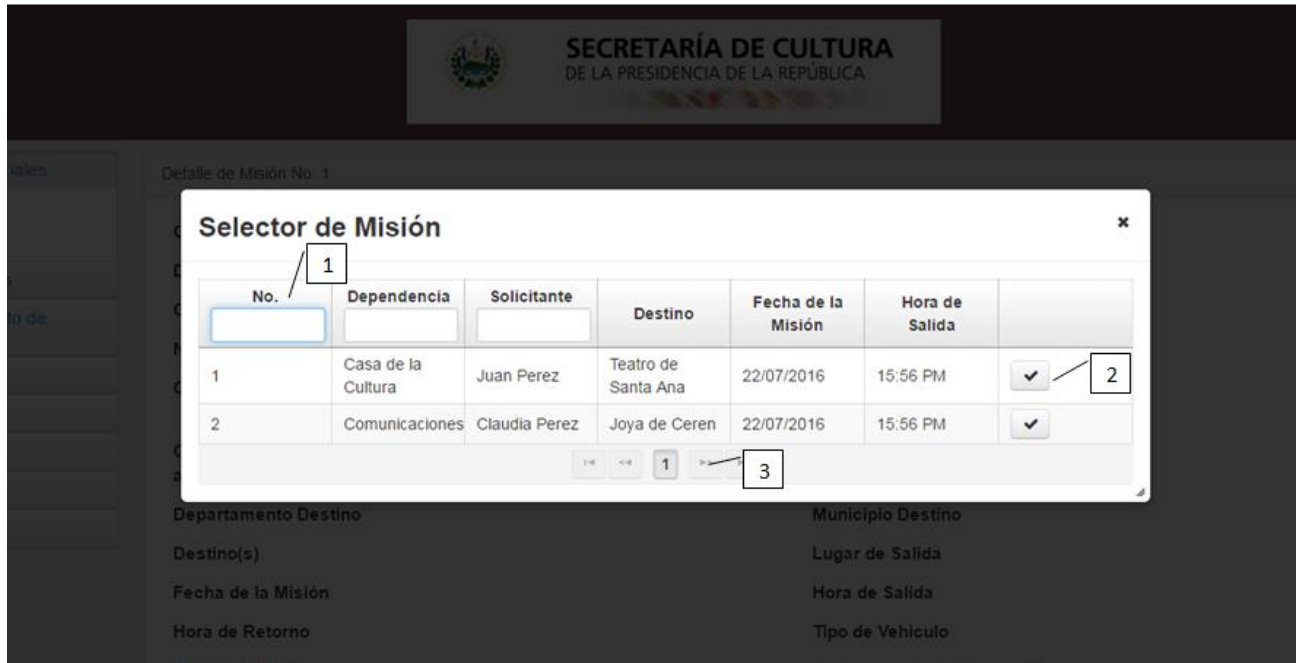 SECRETARÍA DE CULTURA
DE LA PRESIDENCIA DE LA REPÚBLICA
Detalle de Misión No. 1
Selector de Misión
1
No. Dependencia Solicitante Destino Fecha de la Misión Hora de Salida
1 Casa de la Cultura Juan Perez Teatro de Santa Ana 22/07/2016 15:56 PM
2
2 Comunicaciones Claudia Perez Joya de Ceren 22/07/2016 15:56 PM
1
3
to de
Departamento Destino Municipio Destino
Destino(s) Lugar de Salida
Fecha de la Misión Hora de Salida
Hora de Retorno Tipo de Vehiculo